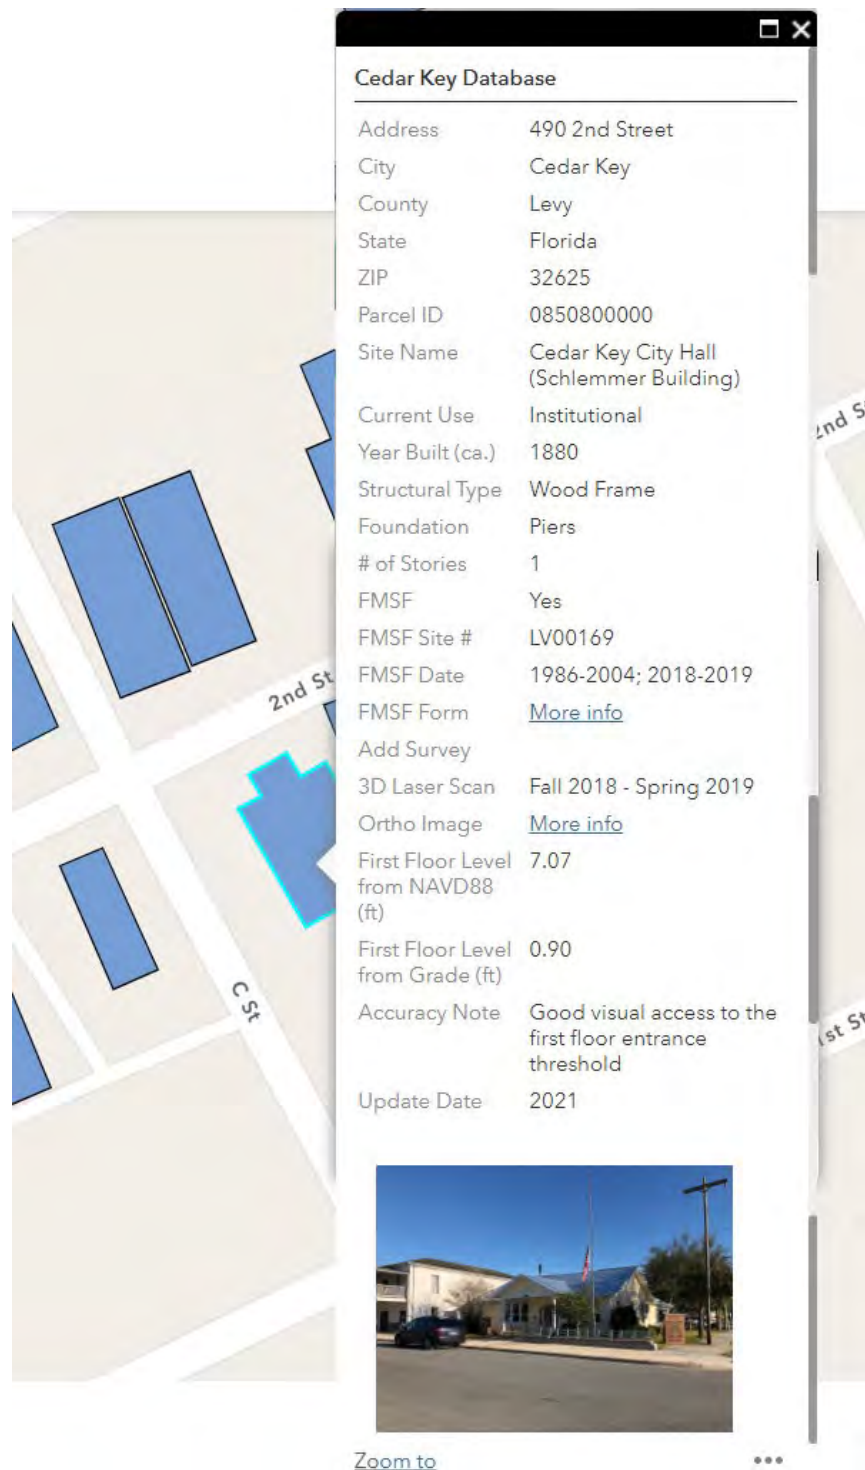 Cedar Key Database
Address 490 2nd Street
City Cedar Key
County Levy
State Florida
ZIP 32625
Parcel ID 0850800000
Site Name Cedar Key City Hall
(Schlemmer Building)
Current Use Institutional
Year Built (ca.) 1880
Structural Type Wood Frame
Foundation Piers
# of Stories 1
FMSF Yes
FMSF Site # LV00169
FMSF Date 1986-2004; 2018-2019
FMSF Form More info
Add Survey
3D Laser Scan Fall 2018 - Spring 2019
Ortho Image More info
First Floor Level 7.07
from NAVD88
(ft)
First Floor Level 0.90
from Grade (ft)
Accuracy Note Good visual access to the
first floor entrance
threshold
Update Date 2021
Zoom to
2nd St
C St
2nd S
1st St